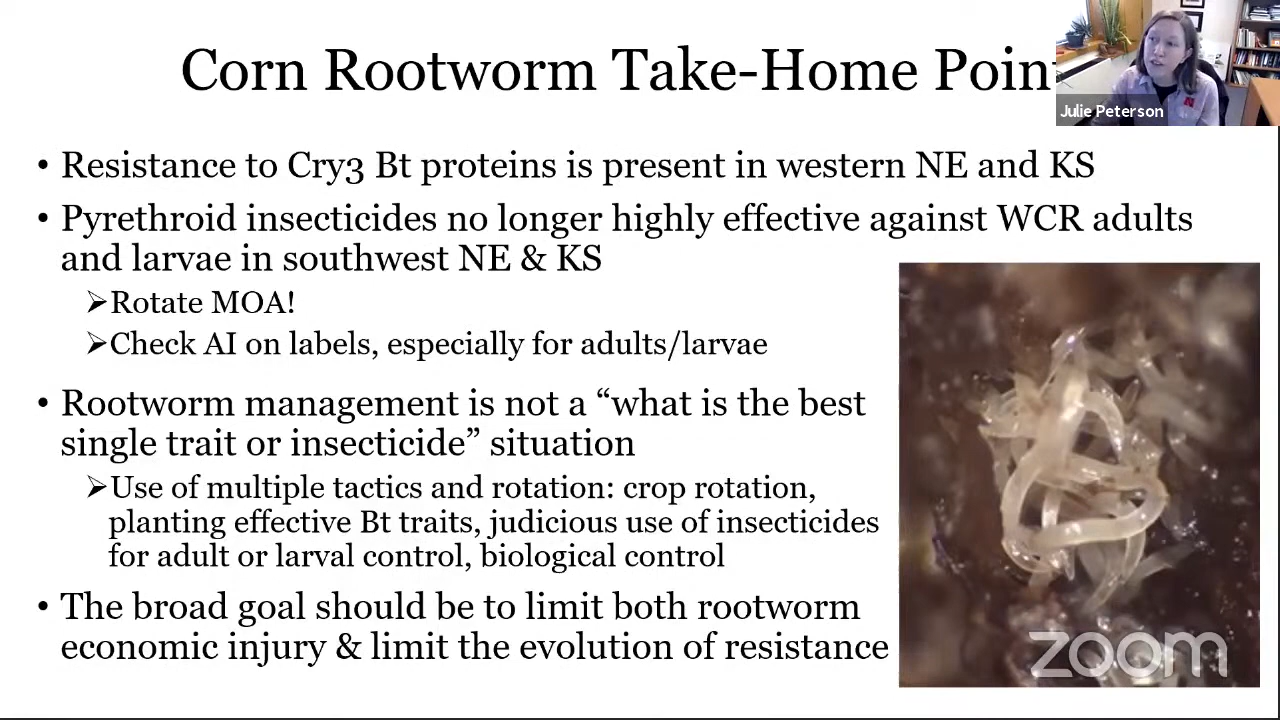 Corn Rootworm Take-Home Poin
Julie Peterson
• Resistance to Cry3 Bt proteins is present in western NE and KS
• Pyrethroid insecticides no longer highly effective against WCR adults
and larvae in southwest NE & KS
➢Rotate MOA!
➢Check AI on labels, especially for adults/larvae
• Rootworm management is not a “what is the best
single trait or insecticide” situation
➢Use of multiple tactics and rotation: crop rotation,
planting effective Bt traits, judicious use of insecticides
for adult or larval control, biological control
• The broad goal should be to limit both rootworm
economic injury & limit the evolution of resistance
zoom